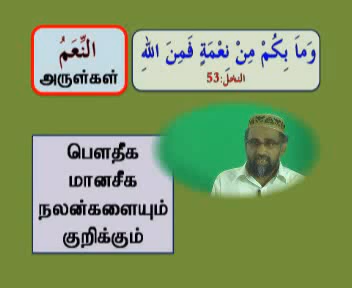 النِّعَمُ
அருள்கள்
وَمَا بِكُمْ مِنْ نِعْمَةٍ فَمِنَ اللهِ
النحل:53
பௌதீக
மானசீக
நலன்களையும்
குறிக்கும்